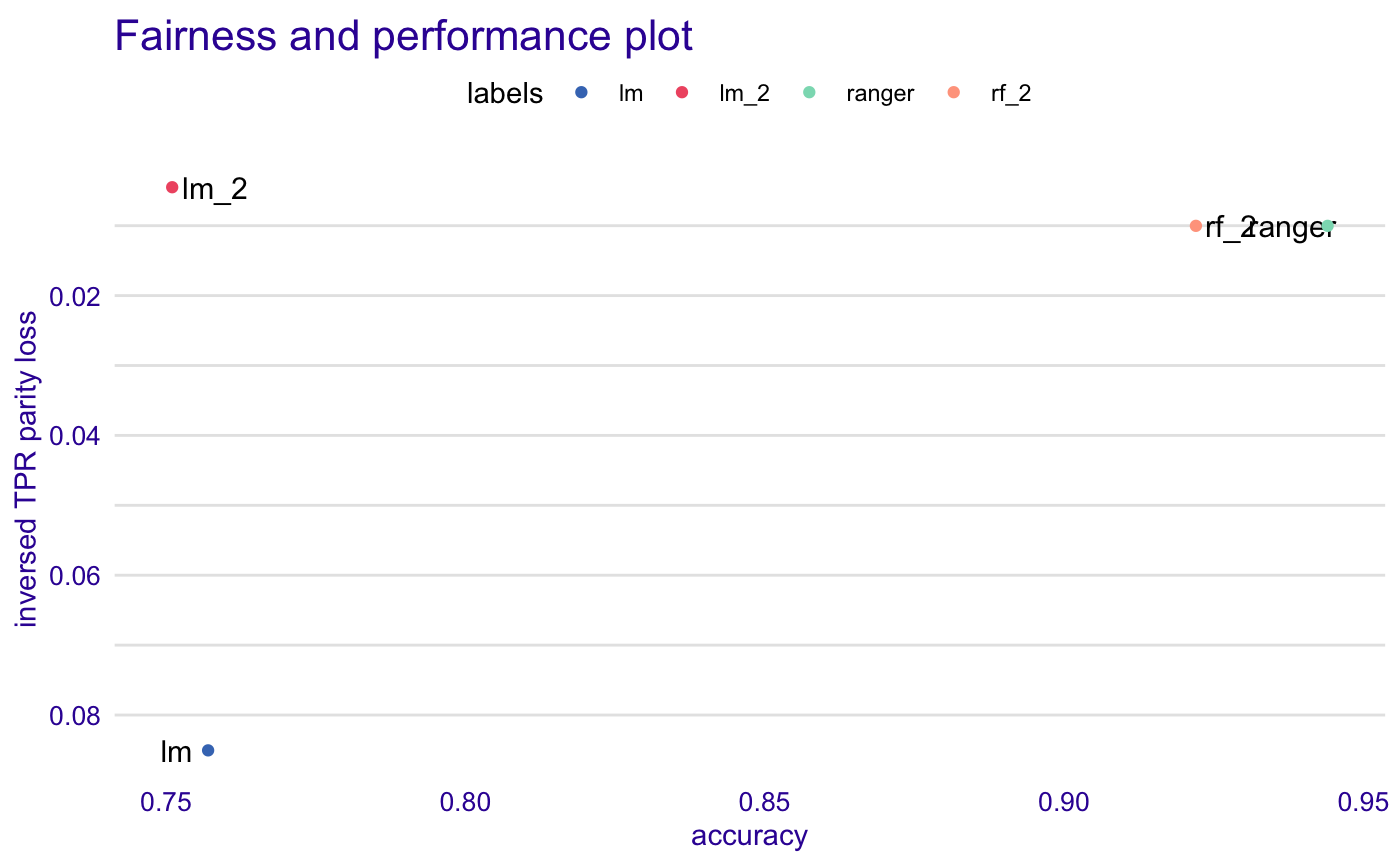 Fairness and performance plot
labels lm lm_2 ranger rf_2
lm_2
rf_2 ranger
0.02
0.04
0.06
0.08
inversed TPR parity loss
lm
0.75 0.80 0.85 0.90 0.95
accuracy